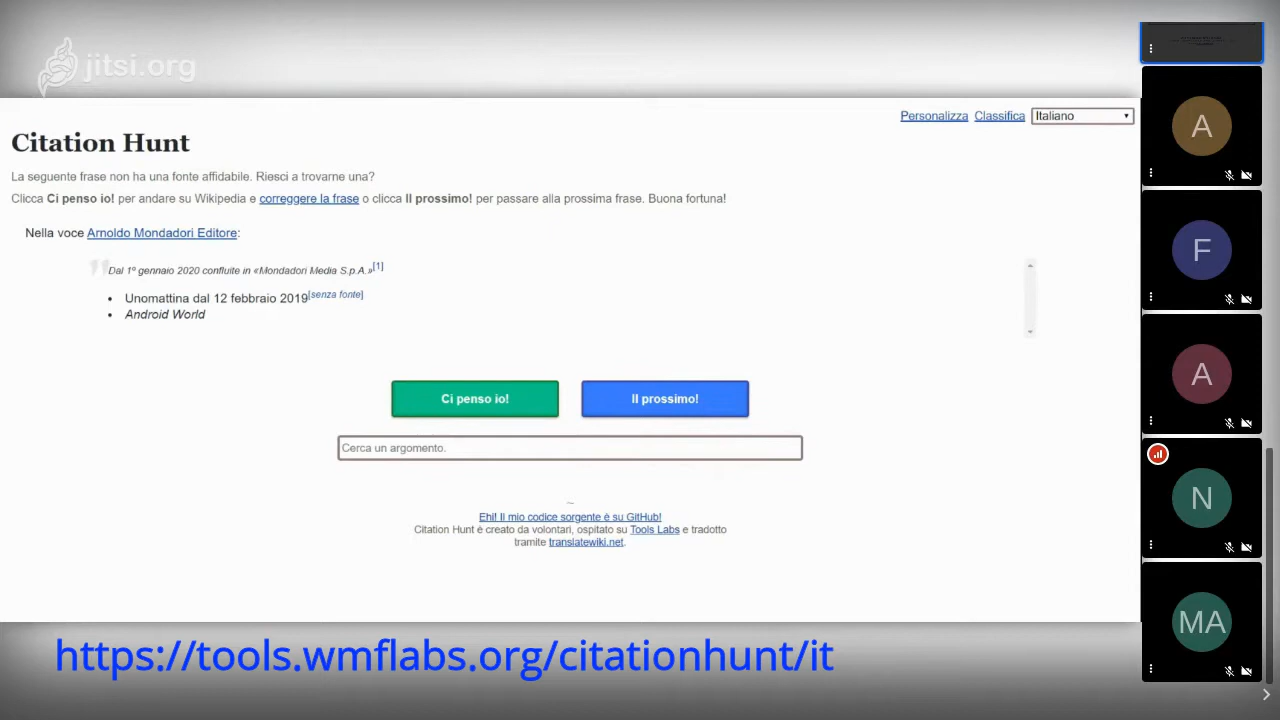 jitsi.org
Personalizza Classifica Italiano
Citation Hunt
La seguente frase non ha una fonte affidabile. Riesci a trovarne una?
Clicca Ci penso io! per andare su Wikipedia e correggere la frase o clicca Il prossimo! per passare alla prossima frase. Buona fortuna!
Nella voce Arnoldo Mondadori Editore:
Dal 1º gennaio 2020 confluite in «Mondadori Media S.p.A.»[1]
• Unomattina dal 12 febbraio 2019[senza fonte]
• Android World
Ci penso io! Il prossimo!
Cerca un argomento.
~
Ehi! Il mio codice sorgente è su GitHub!
Citation Hunt è creato da volontari, ospitato su Tools Labs e tradotto
tramite translatewiki.net.
https://tools.wmflabs.org/citationhunt/it
A
F
A
N
MA